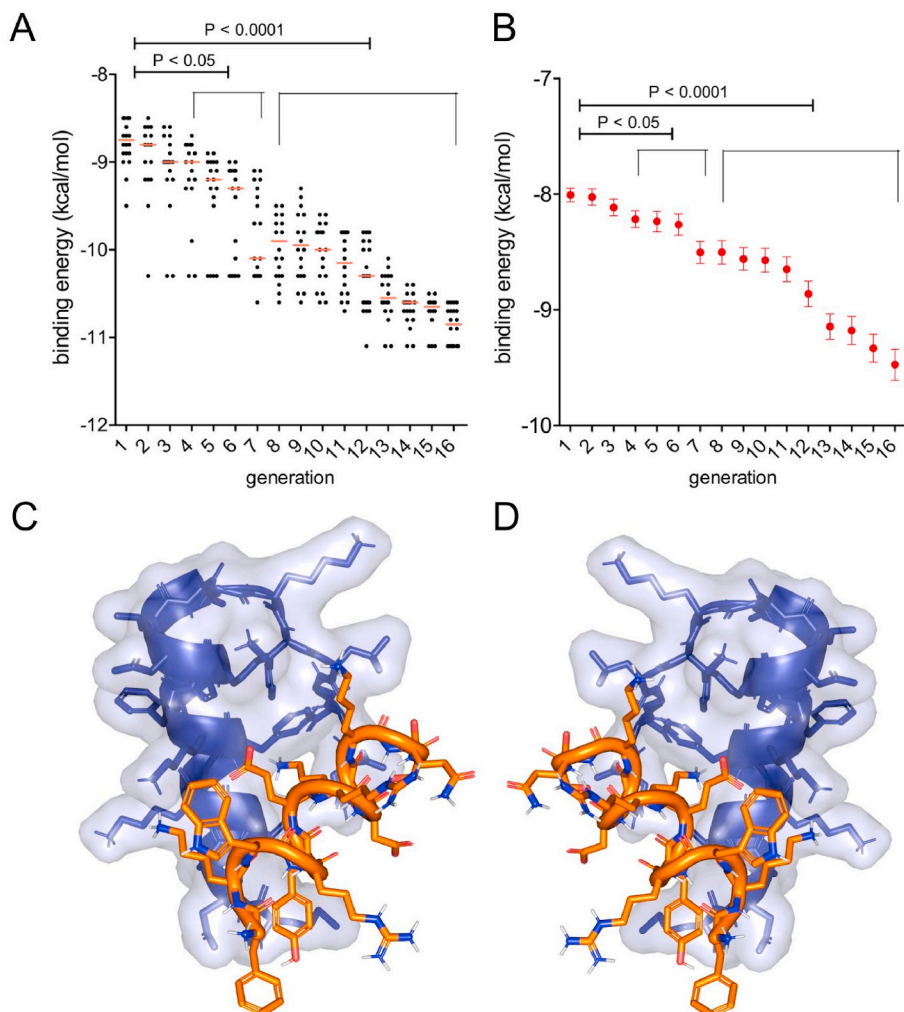 A
P < 0.0001
P < 0.05
-8
-9
-10
-11
-12
binding energy (kcal/mol)
1 2 3 4 5 6 7 8 9 10 11 12 13 14 15 16
generation
B
-7
P < 0.0001
P < 0.05
-8
-9
-10
binding energy (kcal/mol)
1 2 3 4 5 6 7 8 9 10 11 12 13 14 15 16
generation
C
D